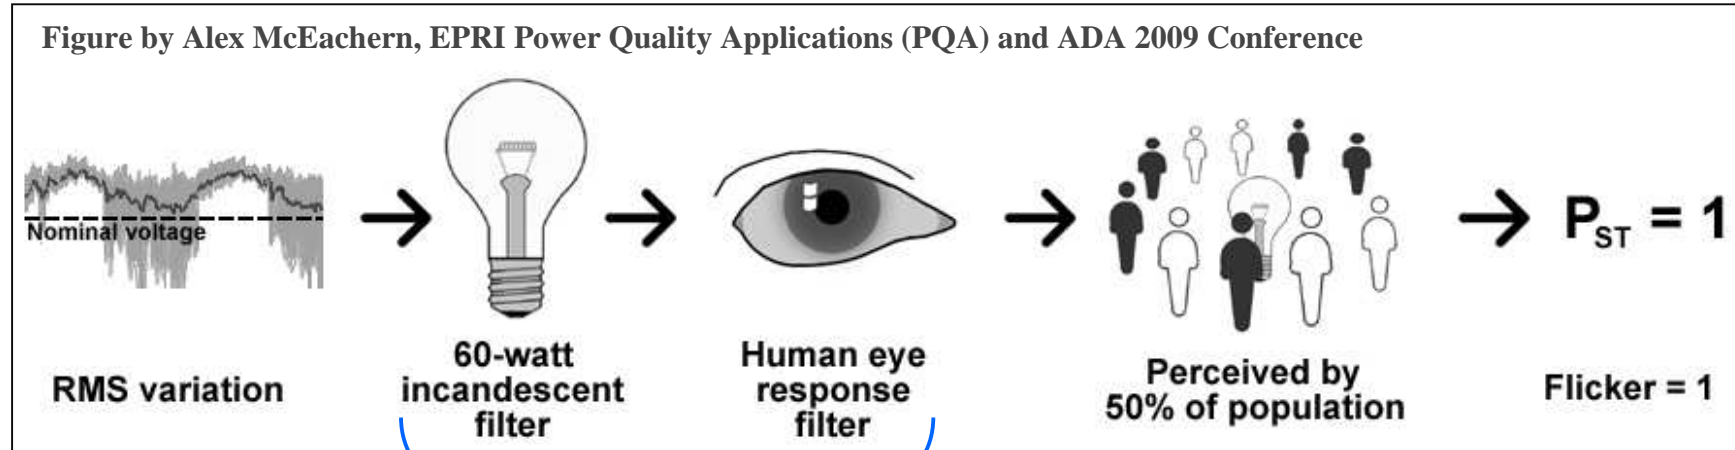 Figure by Alex McEachern, EPRI Power Quality Applications (PQA) and ADA 2009 Conference
Nominal voltage
P_ST = 1
RMS variation
60-watt
incandescent
filter
Human eye
response
filter
Perceived by
50% of population
Flicker = 1